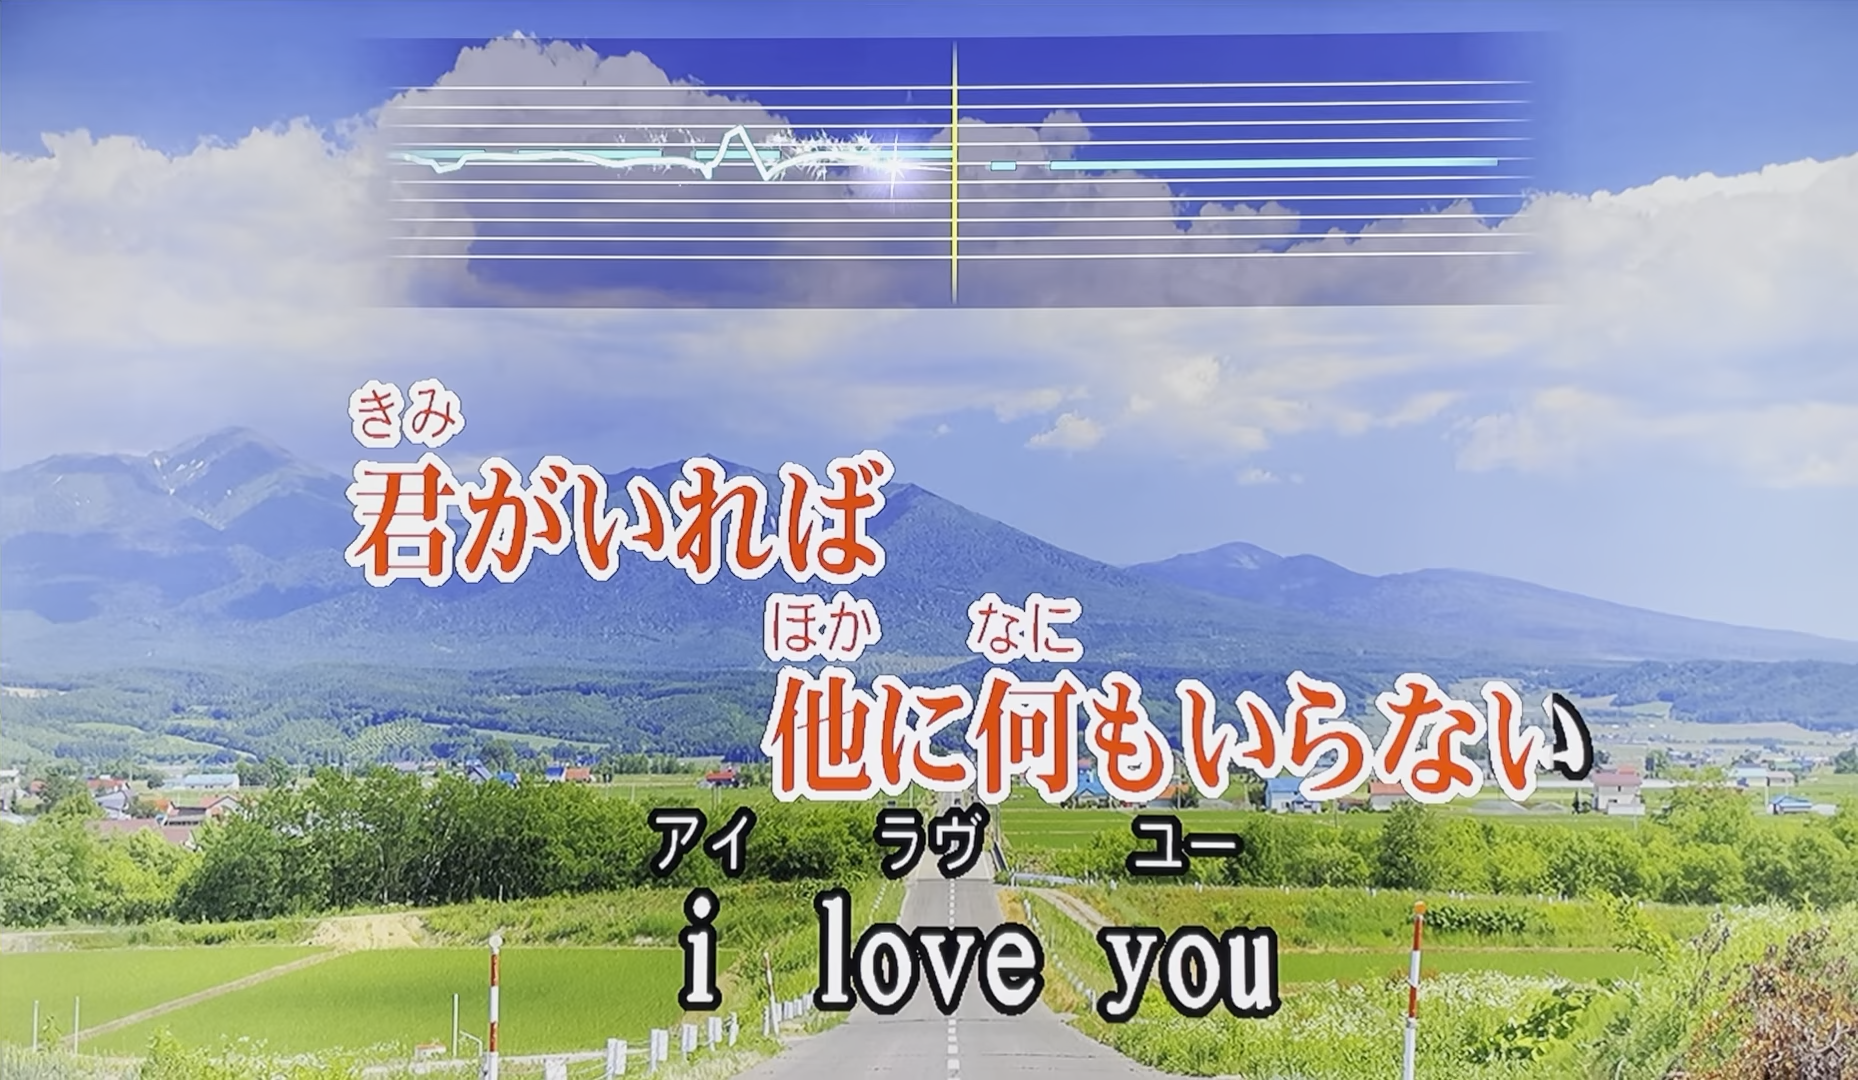 きみ
君がいれば
ほか なに
他に何もいらない
アイ ラヴ ユー
i love you